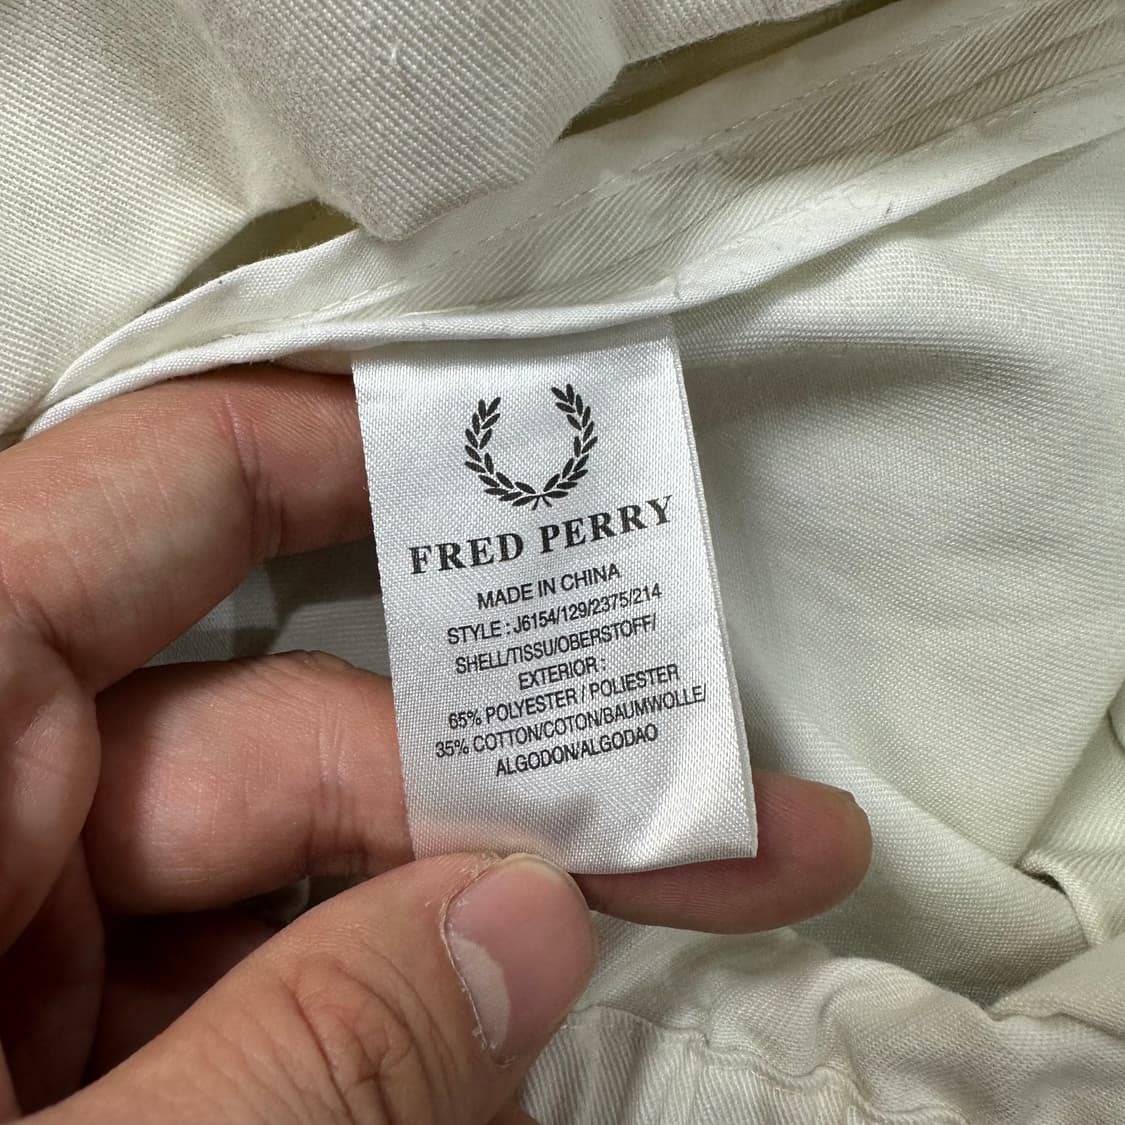 FRED PERRY
MADE IN CHINA
STYLE : J6154/129/2375/214
SHELL/TISSU/OBERSTOFF/
EXTERIOR :
65% POLYESTER / POLIESTER
35% COTTON/COTON/BAUMWOLLE/
ALGODON/ALGODAO